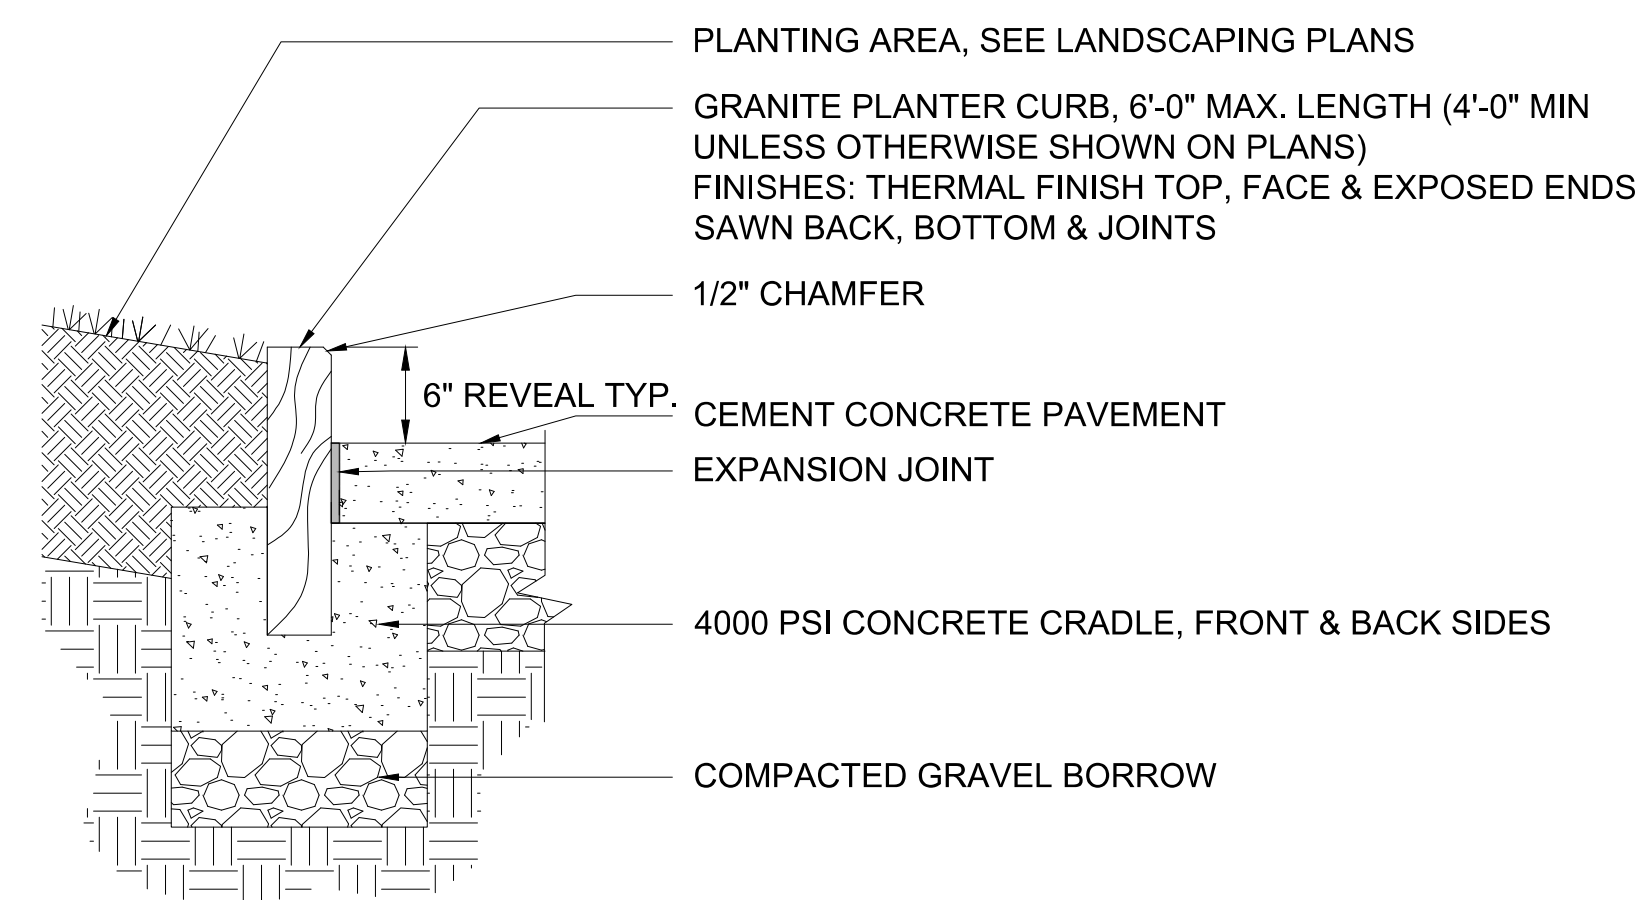 PLANTING AREA, SEE LANDSCAPING PLANS
GRANITE PLANTER CURB, 6'-0" MAX. LENGTH (4'-0" MIN
UNLESS OTHERWISE SHOWN ON PLANS)
FINISHES: THERMAL FINISH TOP, FACE & EXPOSED ENDS
SAWN BACK, BOTTOM & JOINTS
1/2" CHAMFER
6" REVEAL TYP.
CEMENT CONCRETE PAVEMENT
EXPANSION JOINT
4000 PSI CONCRETE CRADLE, FRONT & BACK SIDES
COMPACTED GRAVEL BORROW